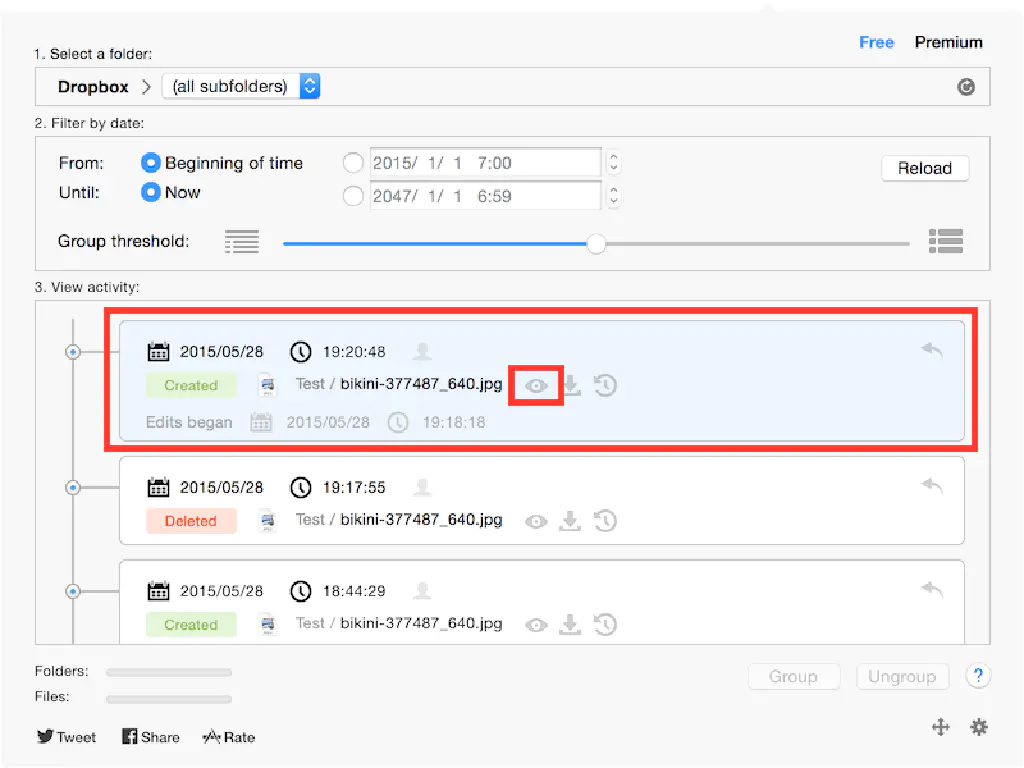 Free Premium
1. Select a folder:
Dropbox (all subfolders)
2. Filter by date:
From: Beginning of time 2015/ 1/ 1 7:00
Reload
Until: Now 2047/ 1/ 1 6:59
Group threshold:
3. View activity:
2015/05/28 19:20:48
Created Test / bikini-377487_640.jpg
Edits began 2015/05/28 19:18:18
2015/05/28 19:17:55
Deleted Test / bikini-377487_640.jpg
2015/05/28 18:44:29
Created Test / bikini-377487_640.jpg
Folders:
Group Ungroup ?
Files:
Tweet Share Rate